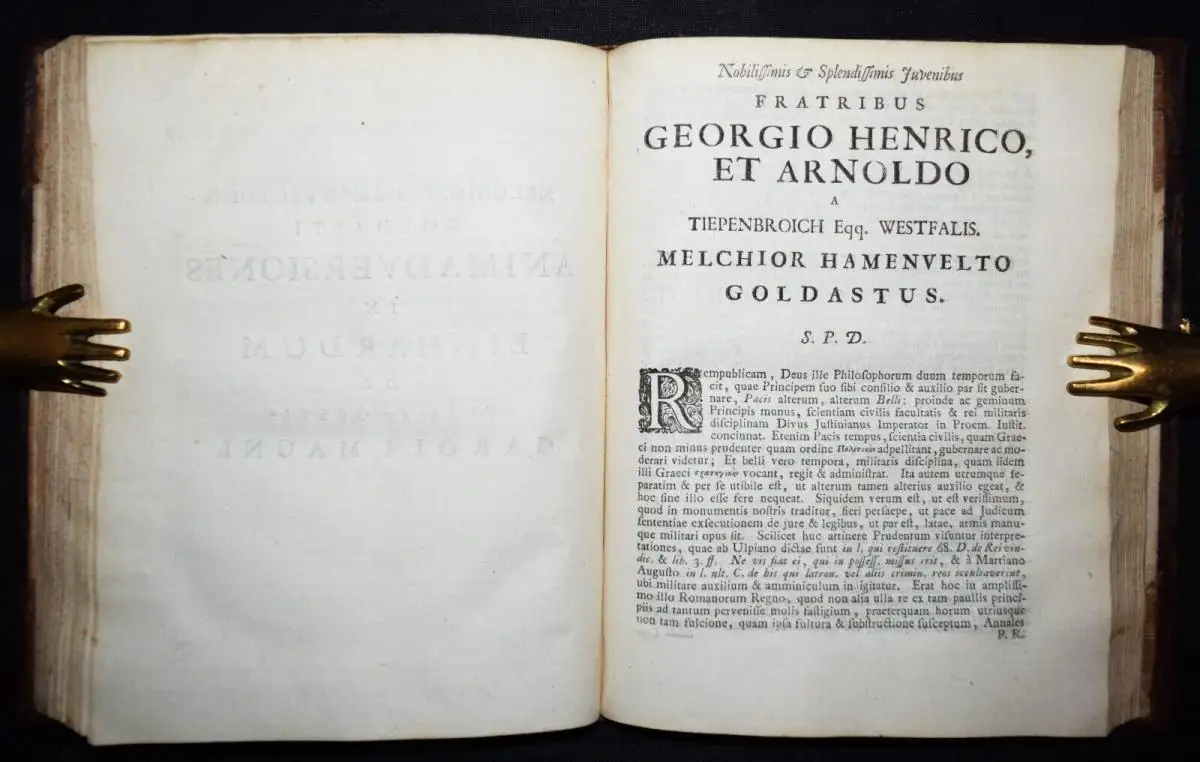 Nobiliſſimis & Splendiſſimis Juvenibus
FRATRIBUS
GEORGIO HENRICO,
ET ARNOLDO
A
TIEPENBROICH Eqq. WESTFALIS.
MELCHIOR HAMENVELTO
GOLDASTUS.
S. P. D.
Rempublicam, Deus ille Philoſophorum duum temporum fa-
cit, quae Principem ſuo ſibi conſilio & auxilio par ſit guber-
nare, Pacis alterum, alterum Belli: proinde ac geminum
Principis munus, ſcientiam civilis facultatis & rei militaris
diſciplinam Divus Juſtinianus Imperator in Proem. Inſtit.
concinnat. Etenim Pacis tempus, ſcientia civilis, quam Grae-
ci non minus prudenter quam ordine adpellitant, gubernare ac mo-
derari videtur; Et belli vero tempora, militaris diſciplina, quam iidem
illi Graeci vocant, regit & adminiſtrat. Ita autem utrumque ſe-
paratim & per ſe utibile eſt, ut alterum tamen alterius auxilio egeat, &
hoc ſine illo eſſe fere nequeat. Siquidem verum eſt, ut eſt veriſſimum,
quod in monumentis noſtris traditur, fieri perſaepe, ut pace ad Judicum
ſententiae exſecutionem de jure & legibus, ut par eſt, latae, armis manu-
que militari opus ſit. Scilicet huc artinere Prudentum viſuntur interpre-
tationes, quae ab Ulpiano dictae ſunt in l. qui reſtituere 68. D. de Rei vin-
dic. & lib. 3. ff. Ne vis fiat ei, qui in poſſeſſ. miſſus erit, & à Martiano
Auguſto in l. ult. C. de his qui latron. vel aliis crimin. reos occultaverint,
ubi militare auxilium & amminiculum in igitatur. Erat hoc in ampliſſi-
mo illo Romanorum Regno, quod non alia ulla re ex tam paullis princi-
piis ad tantum perveniſſe molis faſtigium, praeterquam horum utriusque
non tam fulcione, quam ipſa fultura & ſubſtructione ſuſceptum, Annales
P. R.